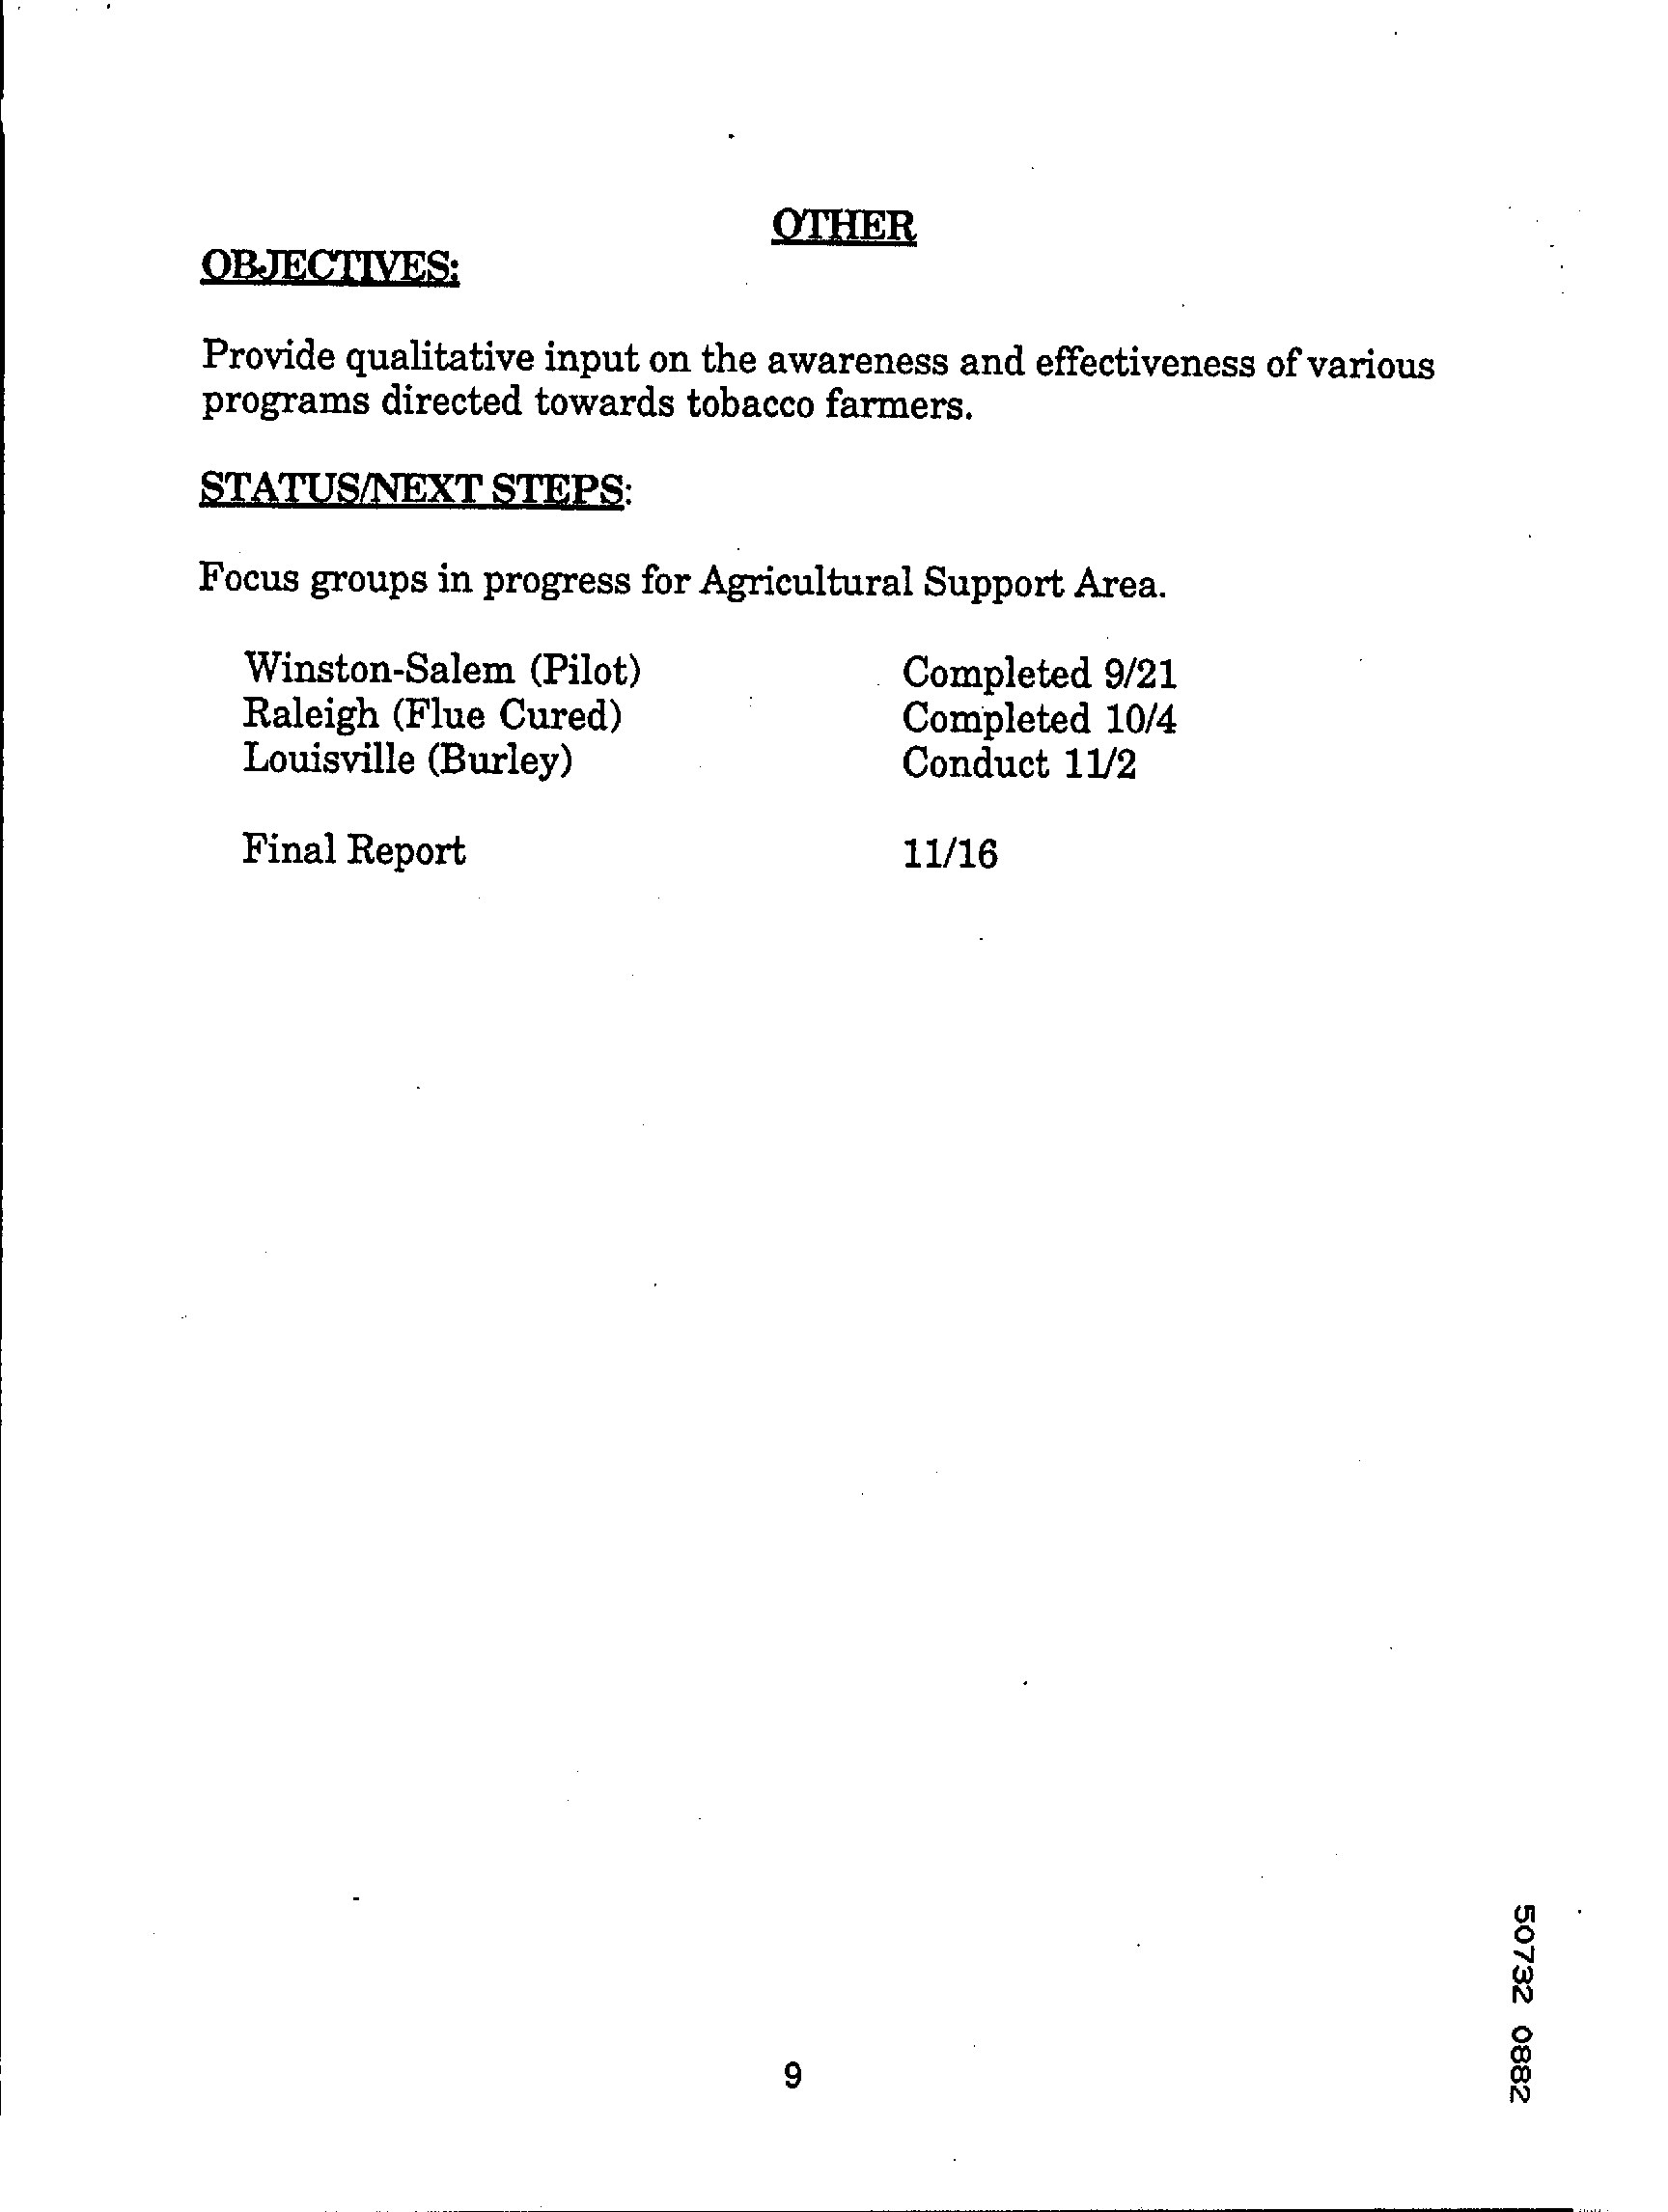 OTHER
OBJECTIVES:
Provide qualitative input on the awareness and effectiveness of various
programs directed towards tobacco farmers.
STATUS/NEXT STEPS:
Focus groups in progress for Agricultural Support Area.
Winston-Salem (Pilot) Completed 9/21
Raleigh (Flue Cured) Completed 10/4
Louisville (Burley) Conduct 11/2
Final Report 11/16
9
50732 0882